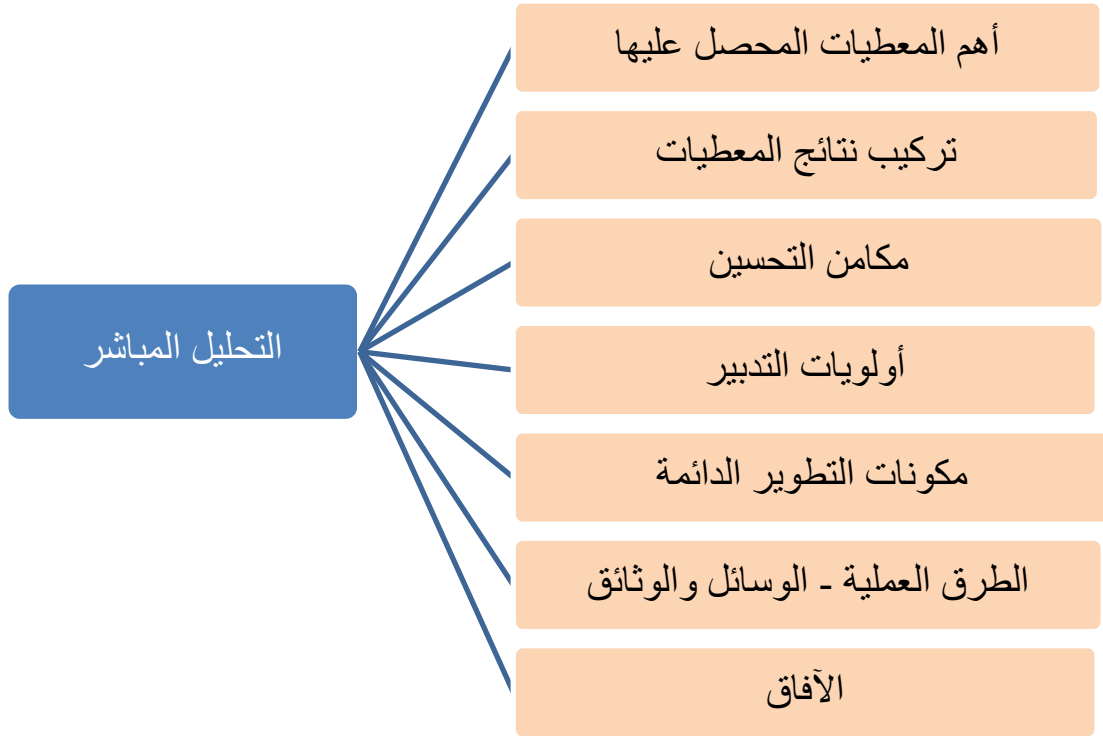 التحليل المباشر
أهم المعطيات المحصل عليها
تركيب نتائج المعطيات
مكامن التحسين
أولويات التدبير
مكونات التطوير الدائمة
الطرق العملية - الوسائل والوثائق
الآفاق